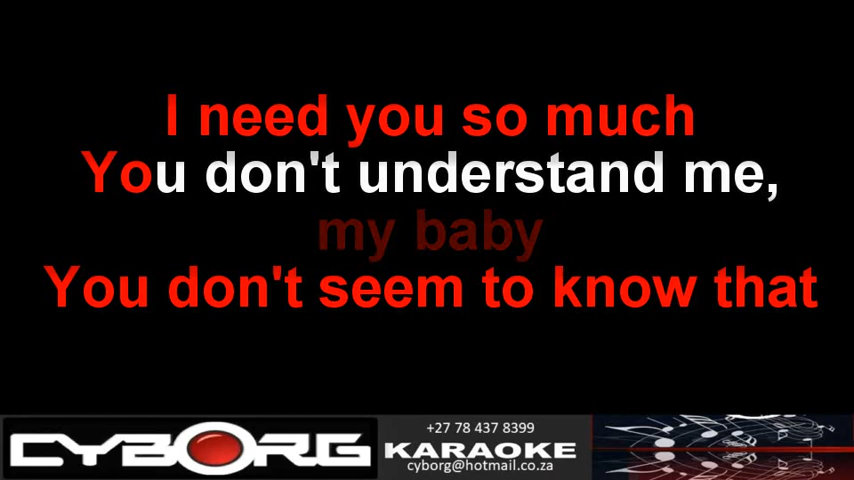 I need you so much
You don't understand me,
my baby
You don't seem to know that
CYBORG
+27 78 437 8399
KARAOKE
cyborg@hotmail.co.za